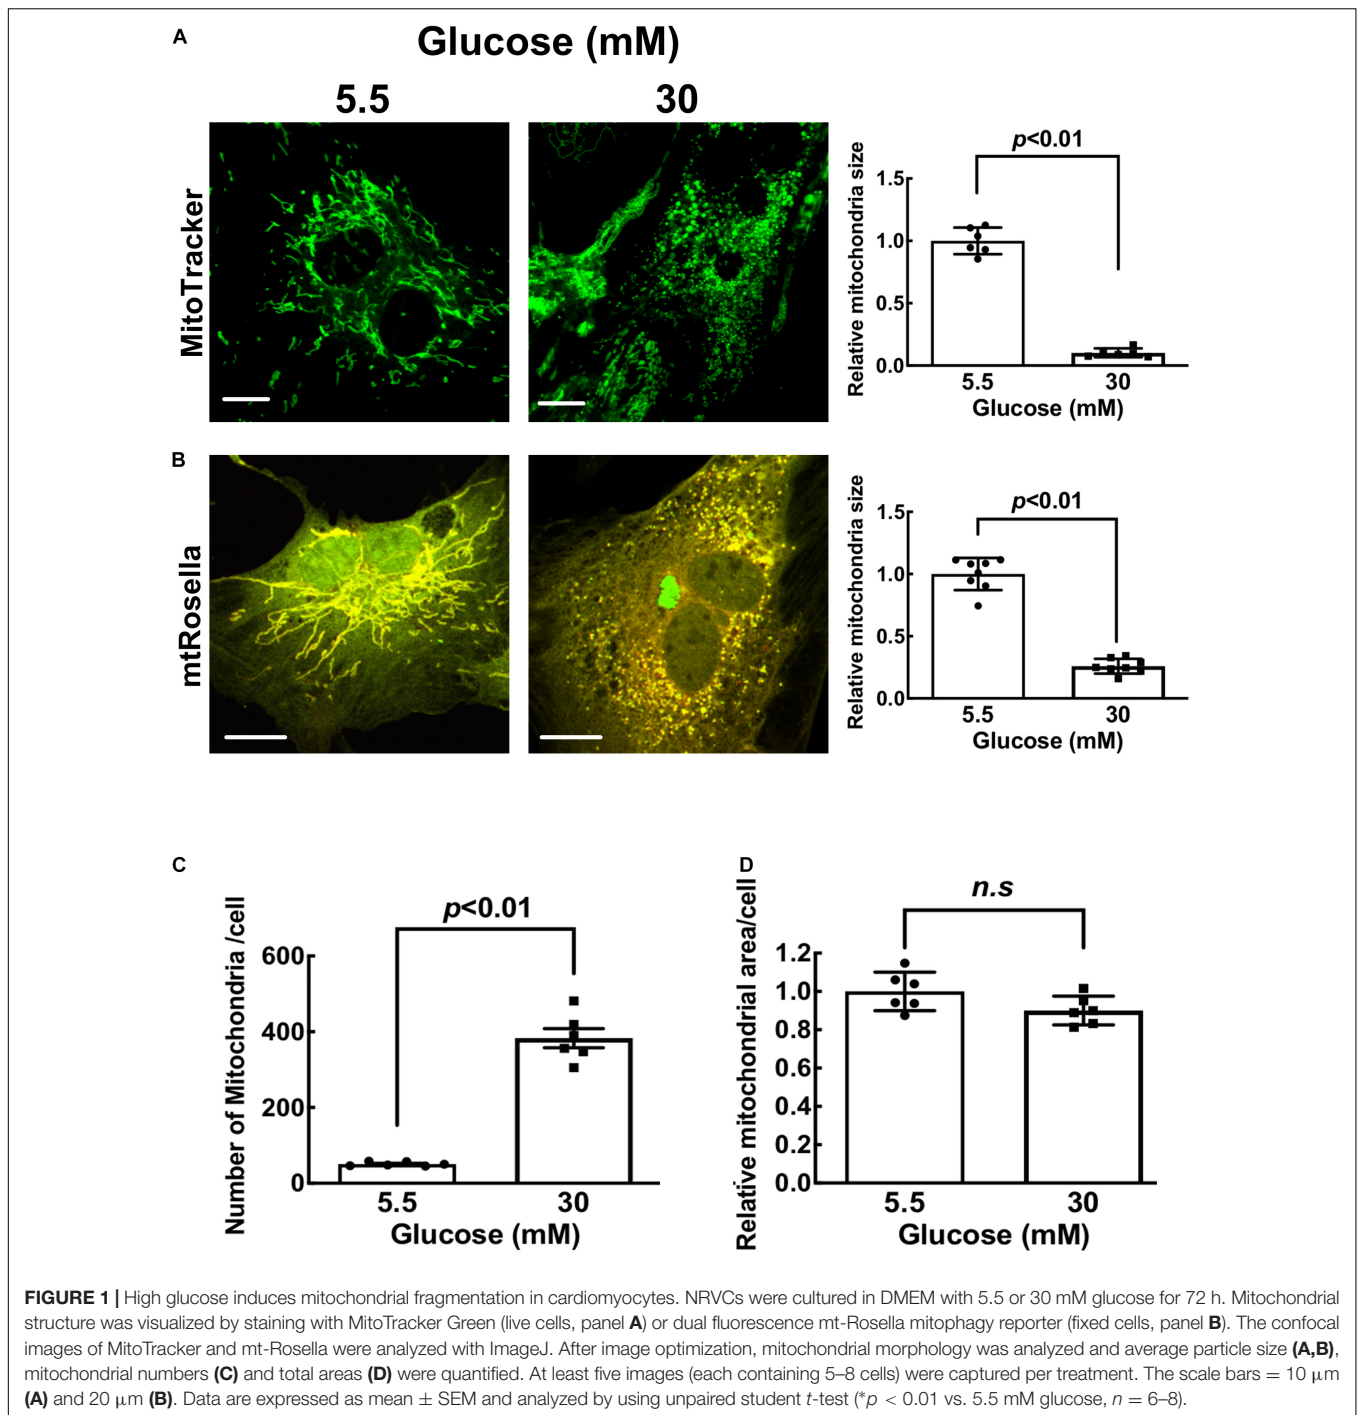 A
Glucose (mM)
5.5
30
MitoTracker
p<0.01
Relative mitochondria size
1.5
1.0
0.5
0.0
5.5
30
Glucose (mM)
B
mtRosella
p<0.01
Relative mitochondria size
1.5
1.0
0.5
0.0
5.5
30
Glucose (mM)
C
p<0.01
Number of Mitochondria /cell
600
400
200
0
5.5
30
Glucose (mM)
D
n.s
Relative mitochondrial area/cell
1.2
1.0
0.8
0.6
0.4
0.2
0.0
5.5
30
Glucose (mM)
FIGURE 1 | High glucose induces mitochondrial fragmentation in cardiomyocytes. NRVCs were cultured in DMEM with 5.5 or 30 mM glucose for 72 h. Mitochondrial
structure was visualized by staining with MitoTracker Green (live cells, panel A) or dual fluorescence mt-Rosella mitophagy reporter (fixed cells, panel B). The confocal
images of MitoTracker and mt-Rosella were analyzed with ImageJ. After image optimization, mitochondrial morphology was analyzed and average particle size (A,B),
mitochondrial numbers (C) and total areas (D) were quantified. At least five images (each containing 5–8 cells) were captured per treatment. The scale bars = 10 μm
(A) and 20 μm (B). Data are expressed as mean ± SEM and analyzed by using unpaired student t-test (*p < 0.01 vs. 5.5 mM glucose, n = 6–8).